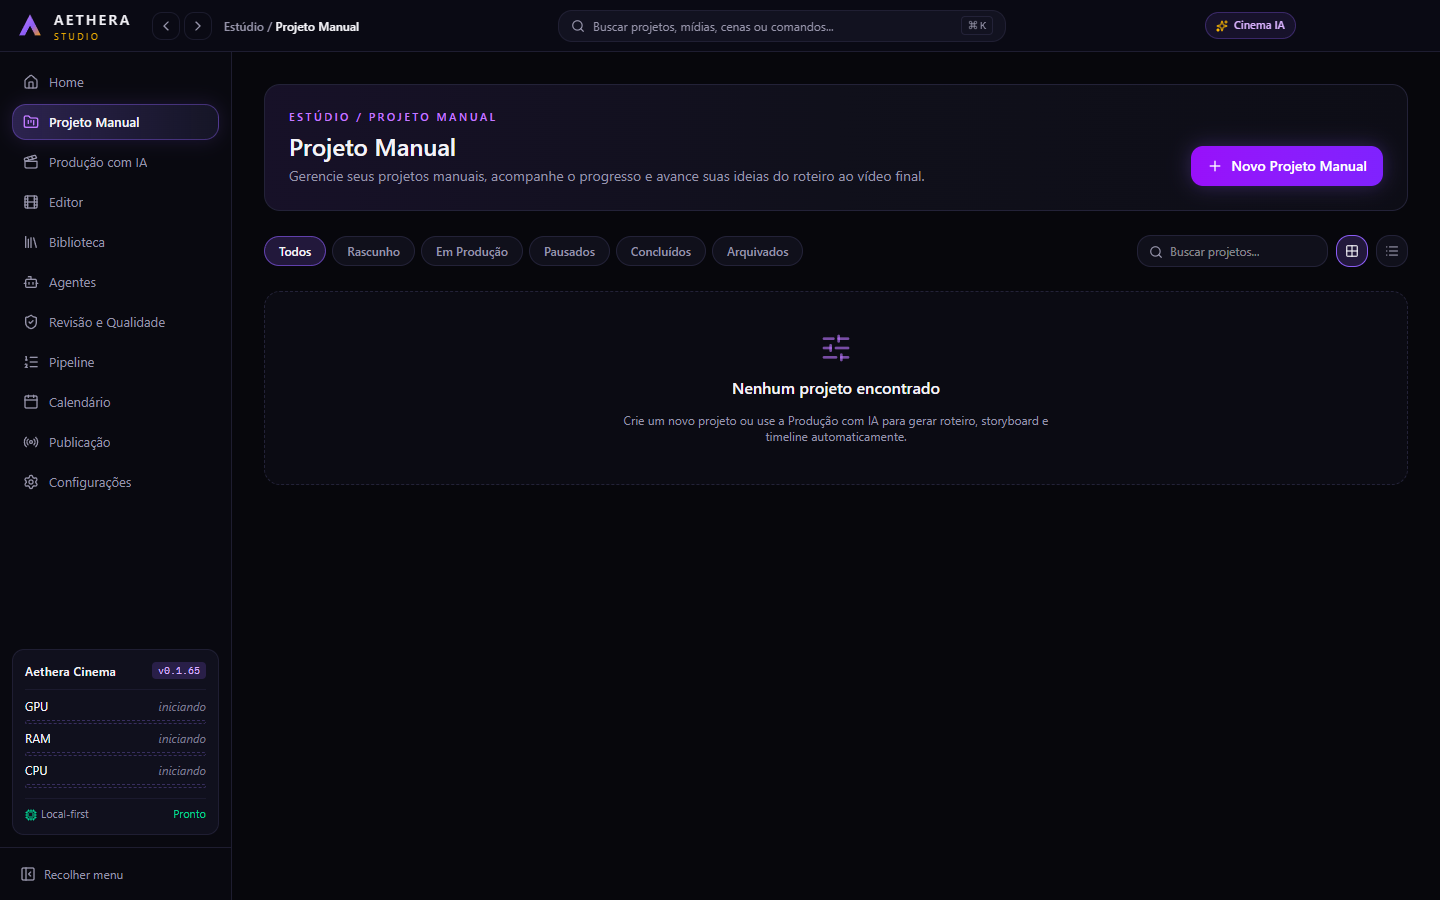 AETHERA
STUDIO
Estúdio / Projeto Manual
Buscar projetos, mídias, cenas ou comandos...
⌘K
Cinema IA
Home
Projeto Manual
Produção com IA
Editor
Biblioteca
Agentes
Revisão e Qualidade
Pipeline
Calendário
Publicação
Configurações
Aethera Cinema
v0.1.65
GPU
iniciando
RAM
iniciando
CPU
iniciando
Local-first
Pronto
Recolher menu
ESTÚDIO / PROJETO MANUAL
Projeto Manual
Gerencie seus projetos manuais, acompanhe o progresso e avance suas ideias do roteiro ao vídeo final.
Novo Projeto Manual
Todos
Rascunho
Em Produção
Pausados
Concluídos
Arquivados
Buscar projetos...
Nenhum projeto encontrado
Crie um novo projeto ou use a Produção com IA para gerar roteiro, storyboard e
timeline automaticamente.